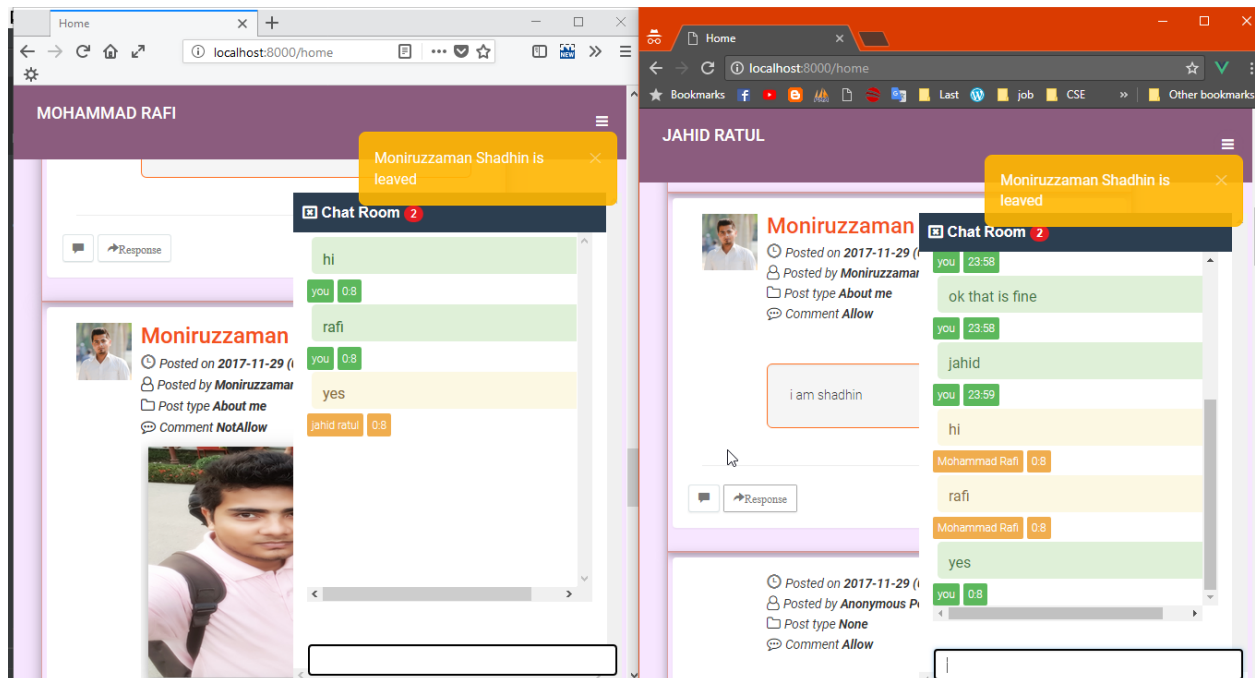 Home
localhost:8000/home
NEW
MOHAMMAD RAFI
Moniruzzaman Shadhin is
leaved
Chat Room 2
Response
hi
you 0:8
rafi
you 0:8
yes
jahid ratul 0:8
Moniruzzaman
Posted on 2017-11-29 (
Posted by Moniruzzaman
Post type About me
Comment NotAllow
Home
localhost:8000/home
Bookmarks
Last
job
CSE
Other bookmarks
JAHID RATUL
Moniruzzaman Shadhin is
leaved
Chat Room 2
Moniruzzaman
Posted on 2017-11-29 (
Posted by Moniruzzaman
Post type About me
Comment Allow
i am shadhin
Response
you 23:58
ok that is fine
you 23:58
jahid
you 23:59
hi
Mohammad Rafi 0:8
rafi
Mohammad Rafi 0:8
yes
you 0:8
Posted on 2017-11-29 (
Posted by Anonymous P
Post type None
Comment Allow